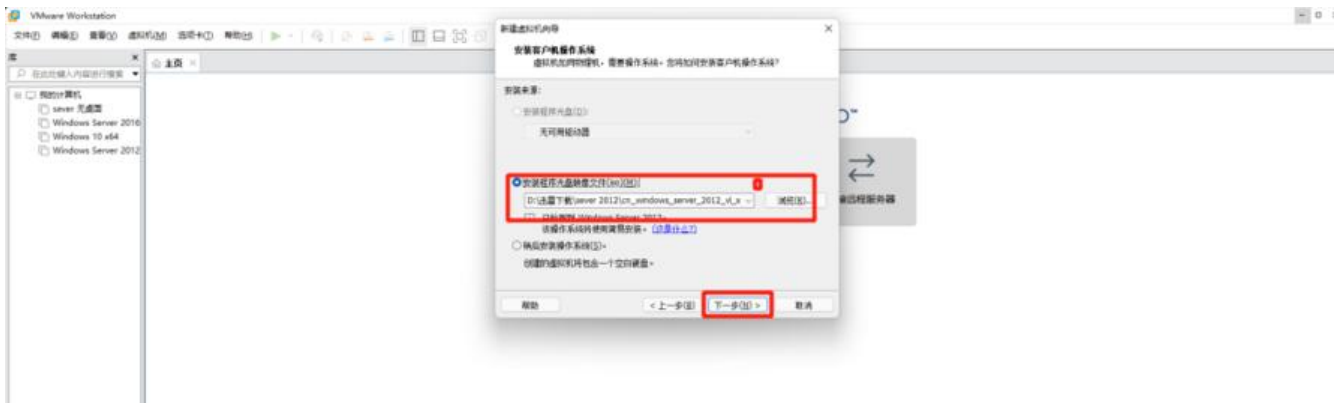 VMware Workstation
文件(F) 编辑(E) 查看(V) 虚拟机(M) 选项卡(T) 帮助(H)
库
在此处键入内容进行搜索
主页
我的计算机
sever 无桌面
Windows Server 2016
Windows 10 x64
Windows Server 2012
新建虚拟机向导
安装客户机操作系统
虚拟机如同物理机，需要操作系统。您将如何安装客户机操作系统?
安装来源:
安装程序光盘(D):
无可用驱动器
安装程序光盘映像文件(iso)(M):
D:\迅雷下载\sever 2012\cn_windows_server_2012_vl_x
浏览(R)...
已检测到 Windows Server 2012。
该操作系统将使用简易安装。(这是什么?)
稍后安装操作系统(S)。
创建的虚拟机将包含一个空白硬盘。
帮助
<上一步(B)
下一步(N) >
取消
O™
远程服务器